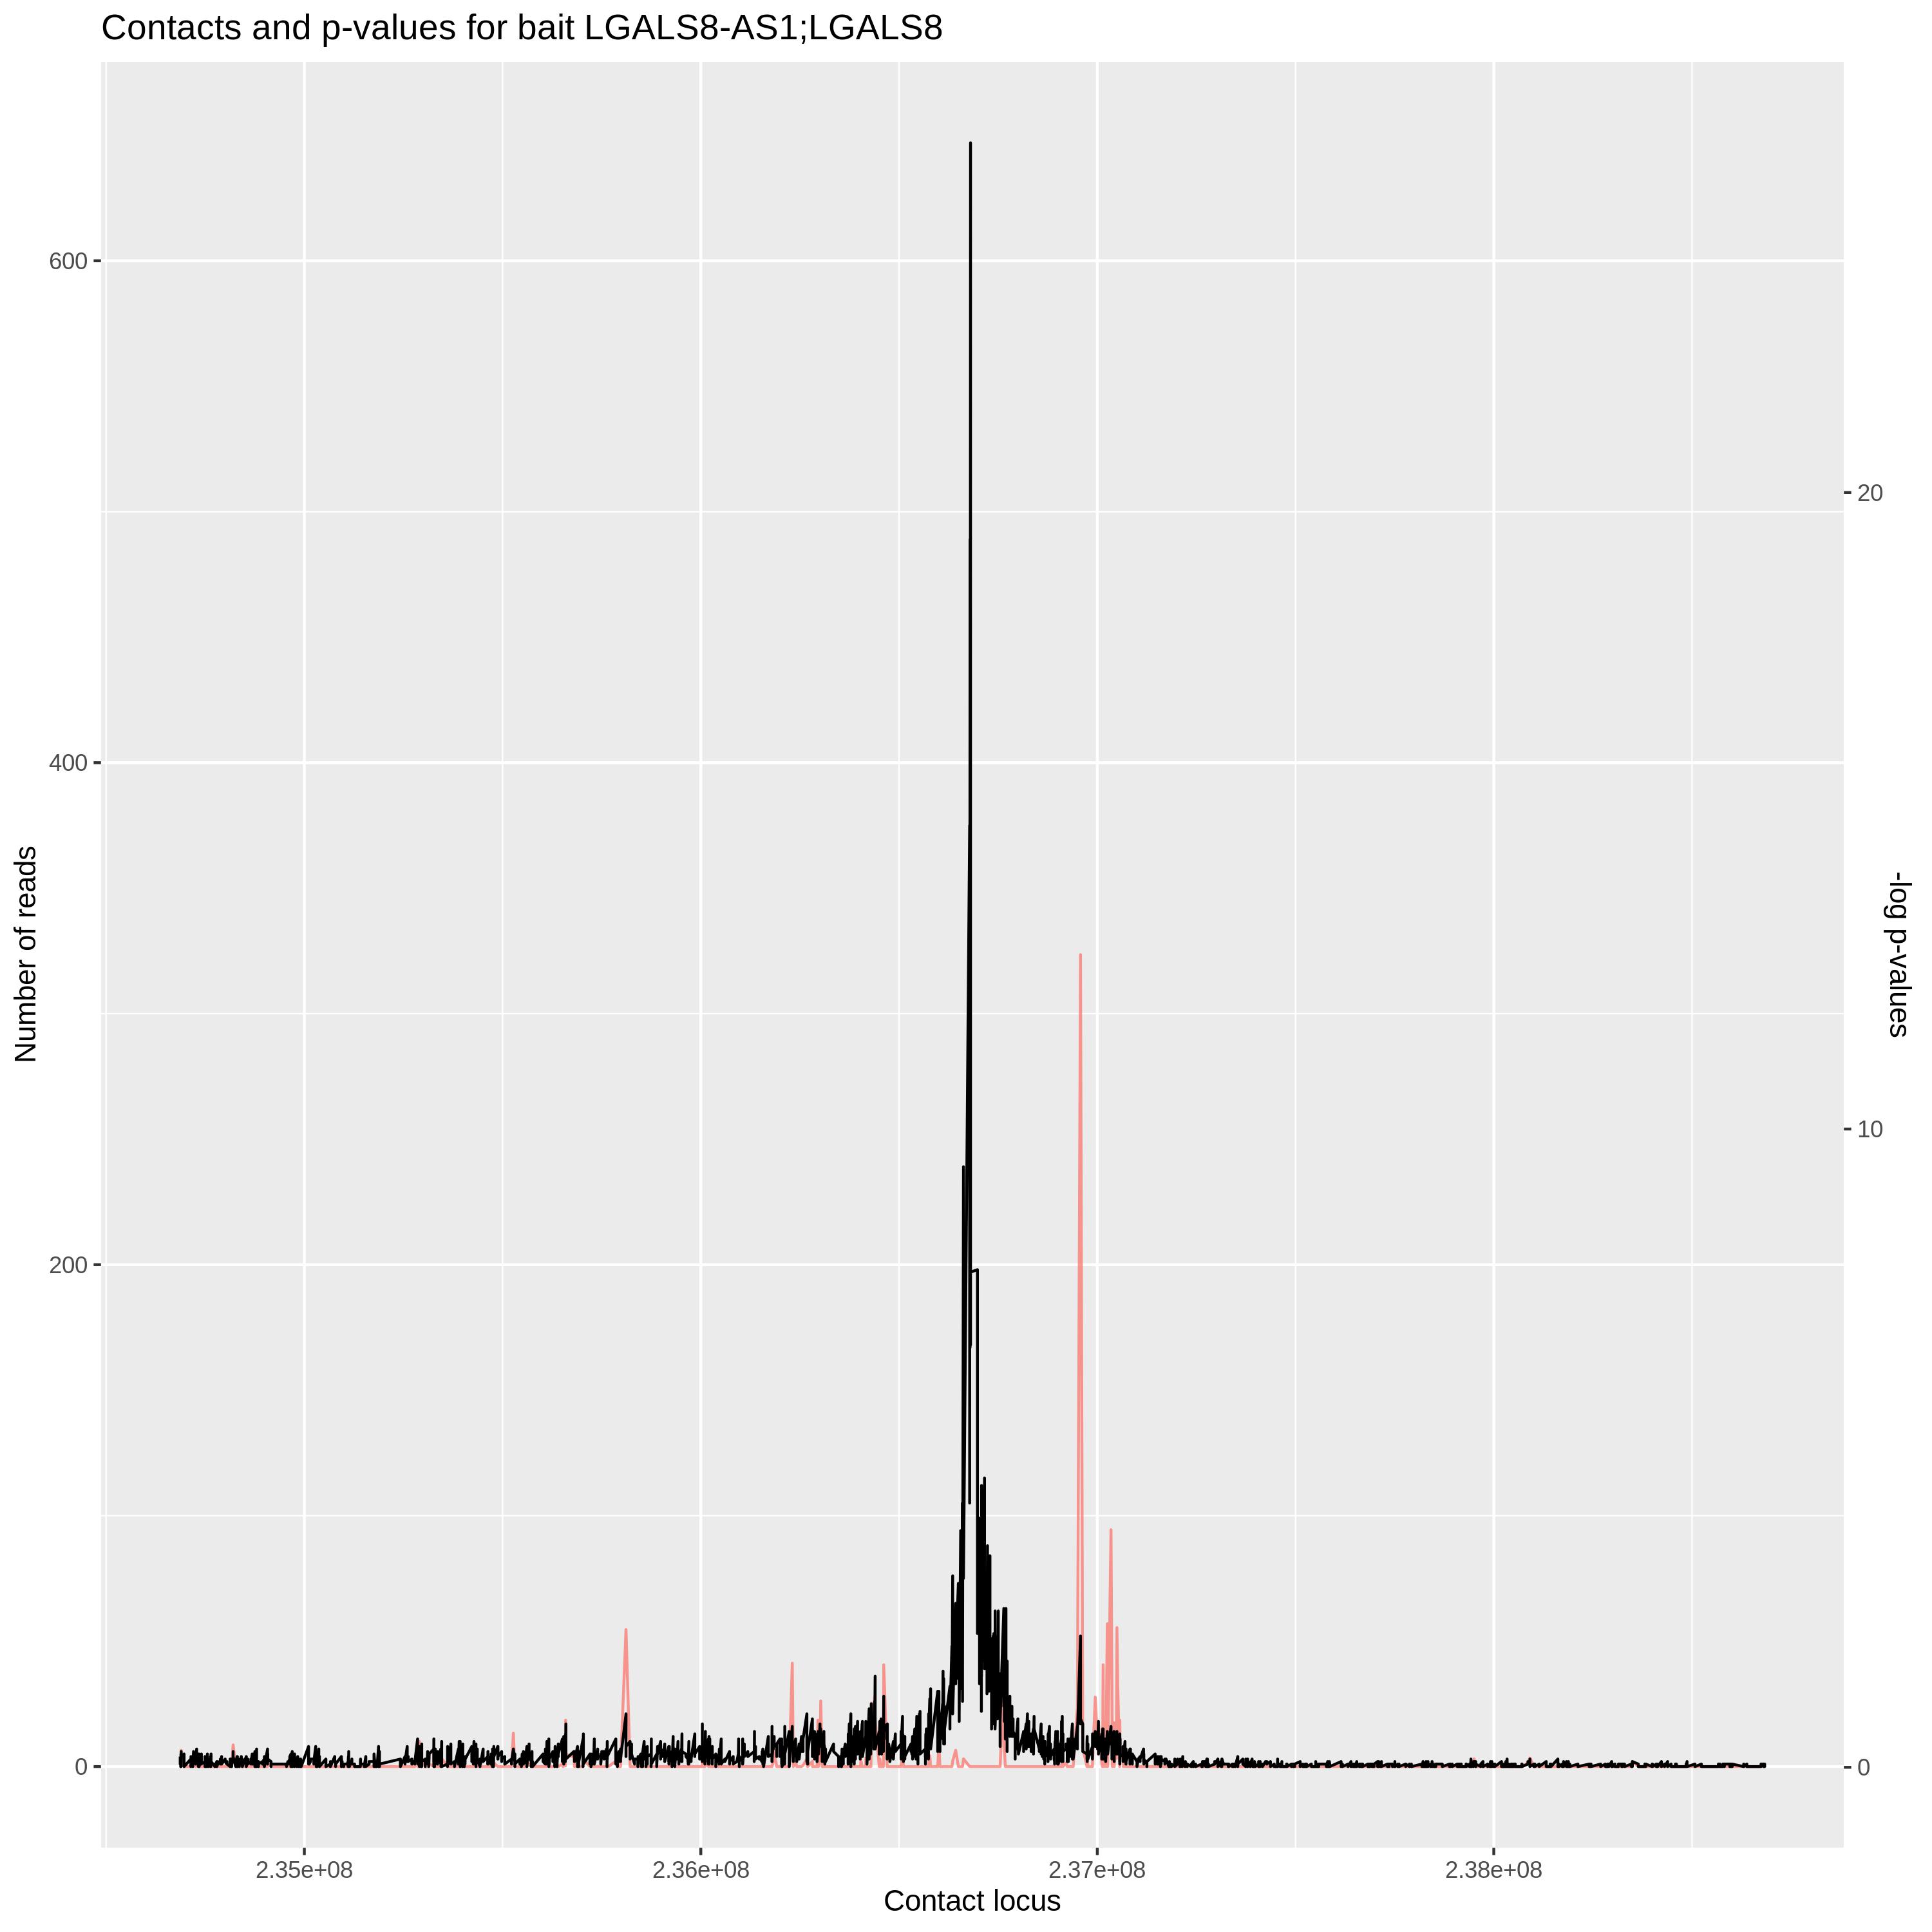 Contacts and p-values for bait LGALS8-AS1;LGALS8
600
400
200
0
Number of reads
20
10
0
-log p-values
2.35e+08
2.36e+08
2.37e+08
2.38e+08
Contact locus